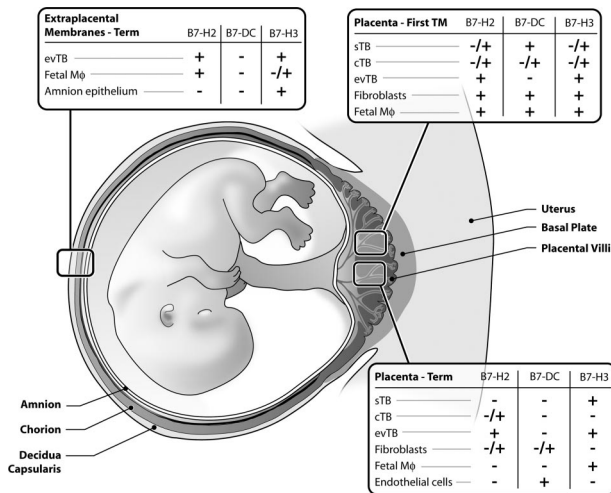 Extraplacental
Membranes - Term B7-H2 B7-DC B7-H3
evTB + - +
Fetal Mϕ + - -/+
Amnion epithelium - - +
Placenta - First TM B7-H2 B7-DC B7-H3
sTB -/+ + -/+
cTB -/+ -/+ -/+
evTB + - +
Fibroblasts + + +
Fetal Mϕ + + +
Uterus
Basal Plate
Placental Villi
Amnion
Chorion
Decidua
Capsularis
Placenta - Term B7-H2 B7-DC B7-H3
sTB - - +
cTB -/+ - -
evTB + - +
Fibroblasts -/+ -/+ -
Fetal Mϕ - - +
Endothelial cells - + -